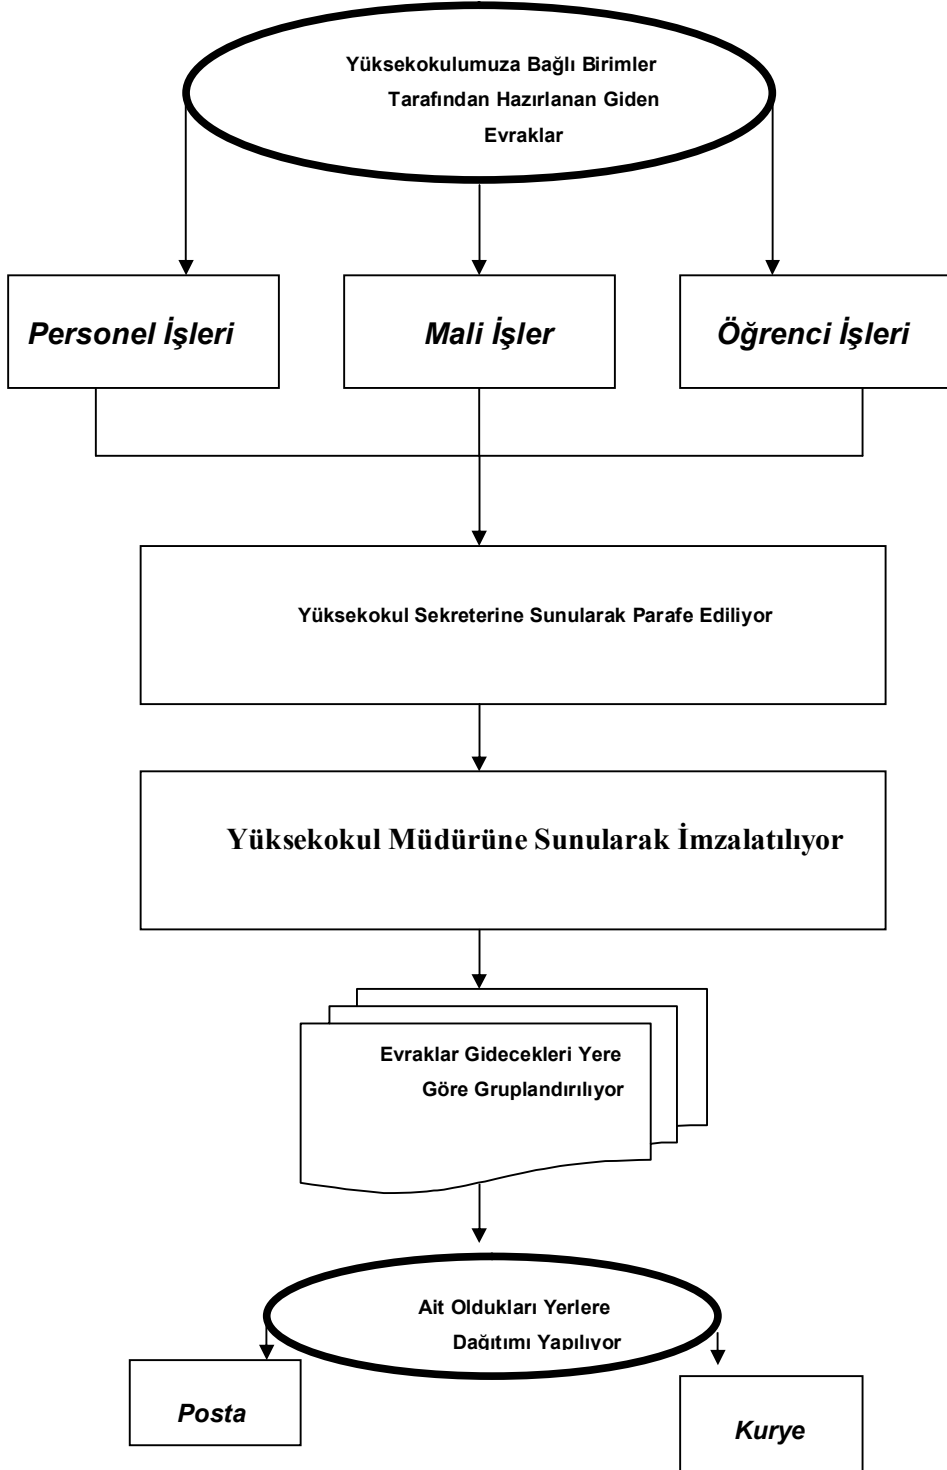 Yüksekokulumuza Bağlı Birimler
Tarafından Hazırlanan Giden
Evraklar
Personel İşleri
Mali İşler
Öğrenci İşleri
Yüksekokul Sekreterine Sunularak Parafe Ediliyor
Yüksekokul Müdürüne Sunularak İmzalatılıyor
Evraklar Gidecekleri Yere
Göre Gruplandırılıyor
Ait Oldukları Yerlere
Dağıtımı Yapılıyor
Posta
Kurye